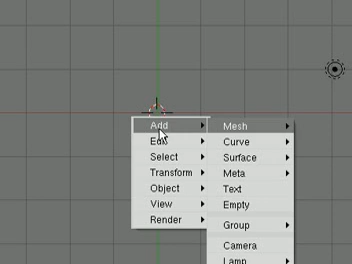 Add
Edit
Select
Transform
Object
View
Render
Mesh
Curve
Surface
Meta
Text
Empty
Group
Camera
Lamp